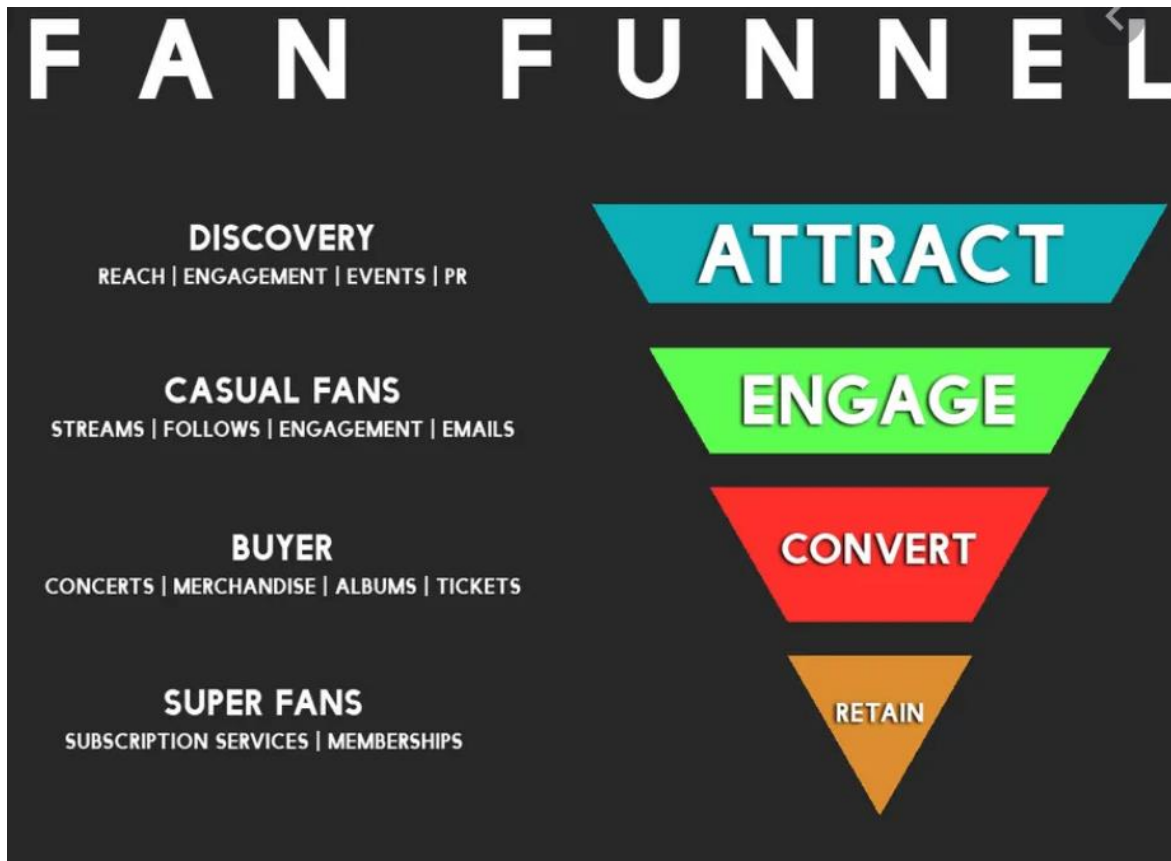 FAN FUNNEL
DISCOVERY
REACH | ENGAGEMENT | EVENTS | PR
ATTRACT
CASUAL FANS
STREAMS | FOLLOWS | ENGAGEMENT | EMAILS
ENGAGE
BUYER
CONCERTS | MERCHANDISE | ALBUMS | TICKETS
CONVERT
SUPER FANS
SUBSCRIPTION SERVICES | MEMBERSHIPS
RETAIN